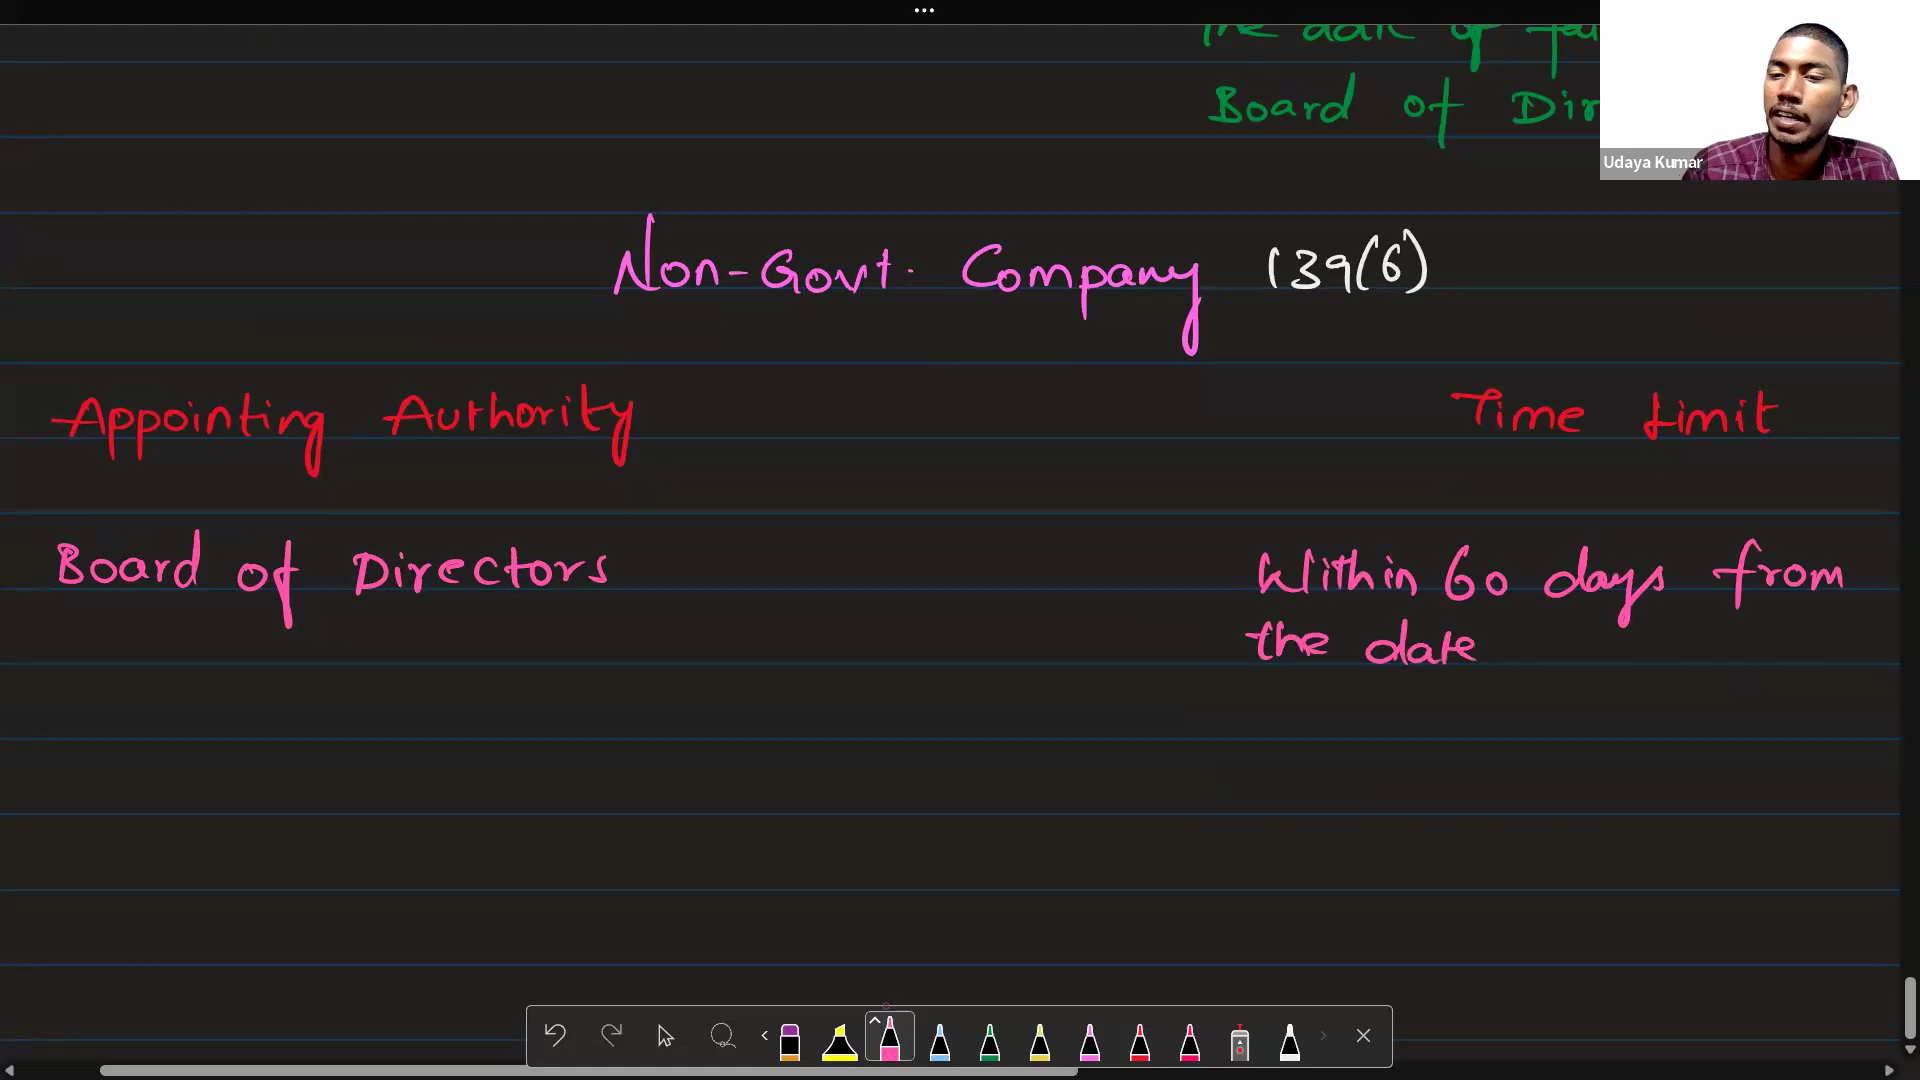 Board of
Udaya Kumar
Non-Govt. Company 139(6)
Appointing Authority Time Limit
Board of Directors Within 60 days from
the date